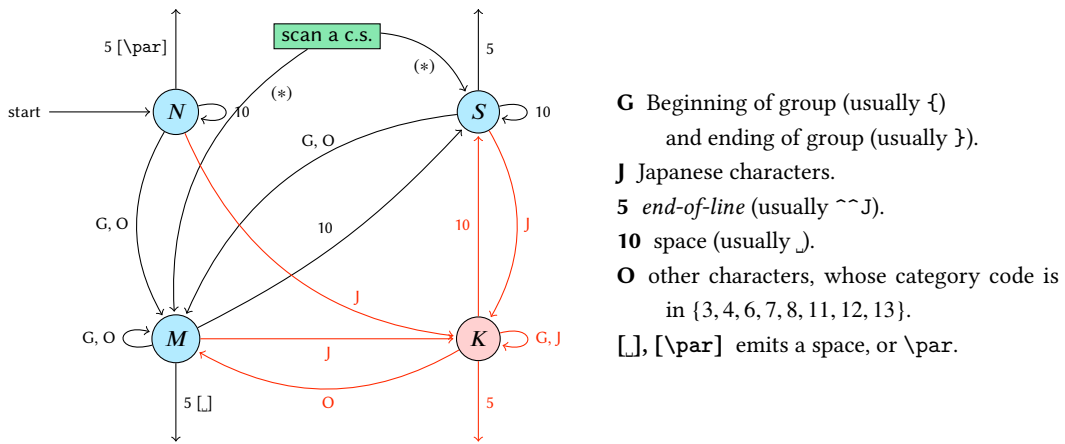 scan a c.s.
5 [\par]
5
(∗)
(∗)
start
N
10
S
10
G, O
G, O
10
10
J
J
G, O
M
J
K
G, J
O
5 [␣]
5
G Beginning of group (usually {)
and ending of group (usually }).
J Japanese characters.
5 end-of-line (usually ^^J).
10 space (usually ␣).
O other characters, whose category code is
in {3, 4, 6, 7, 8, 11, 12, 13}.
[␣], [\par] emits a space, or \par.